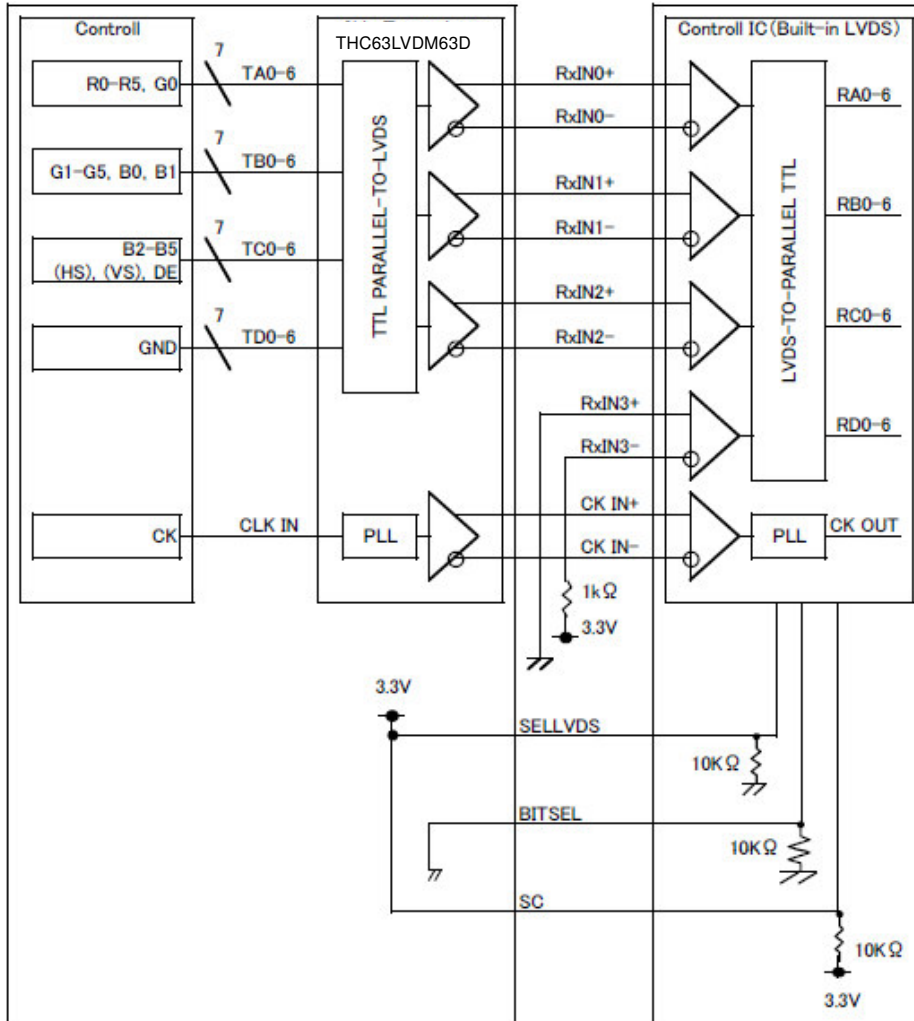 Controll
THC63LVDM63D
Controll IC(Built-in LVDS)
7
R0-R5, G0
TA0-6
RxIN0+
RxIN0-
RA0-6
7
G1-G5, B0, B1
TB0-6
RxIN1+
RxIN1-
RB0-6
7
B2-B5
(HS), (VS), DE
TC0-6
RxIN2+
RxIN2-
RC0-6
7
GND
TD0-6
RxIN3+
RxIN3-
RD0-6
TTL PARALLEL-TO-LVDS
LVDS-TO-PARALLEL TTL
CK
CLK IN
PLL
CK IN+
CK IN-
PLL
CK OUT
1kΩ
3.3V
3.3V
SELLVDS
10KΩ
BITSEL
10KΩ
SC
10KΩ
3.3V